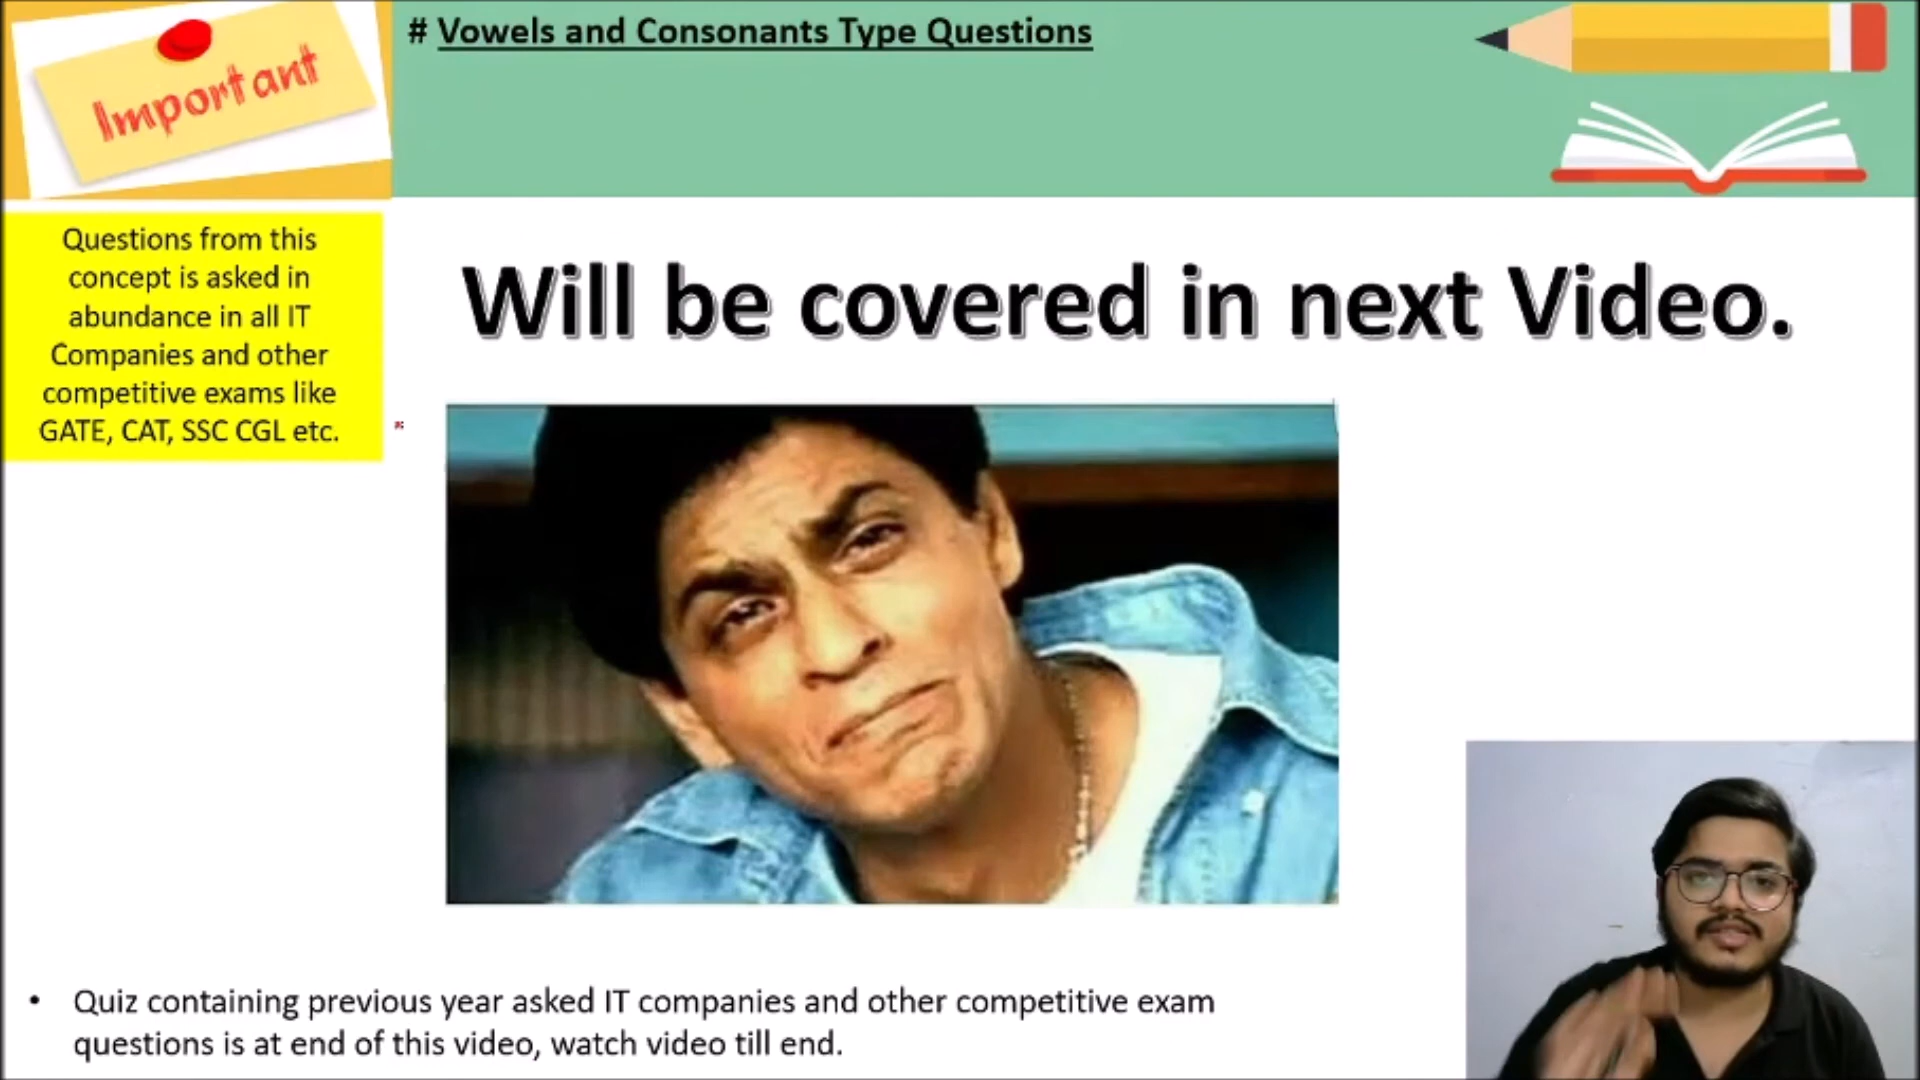 Important
# Vowels and Consonants Type Questions
Questions from this
concept is asked in
abundance in all IT
Companies and other
competitive exams like
GATE, CAT, SSC CGL etc.
Will be covered in next Video.
• Quiz containing previous year asked IT companies and other competitive exam
questions is at end of this video, watch video till end.